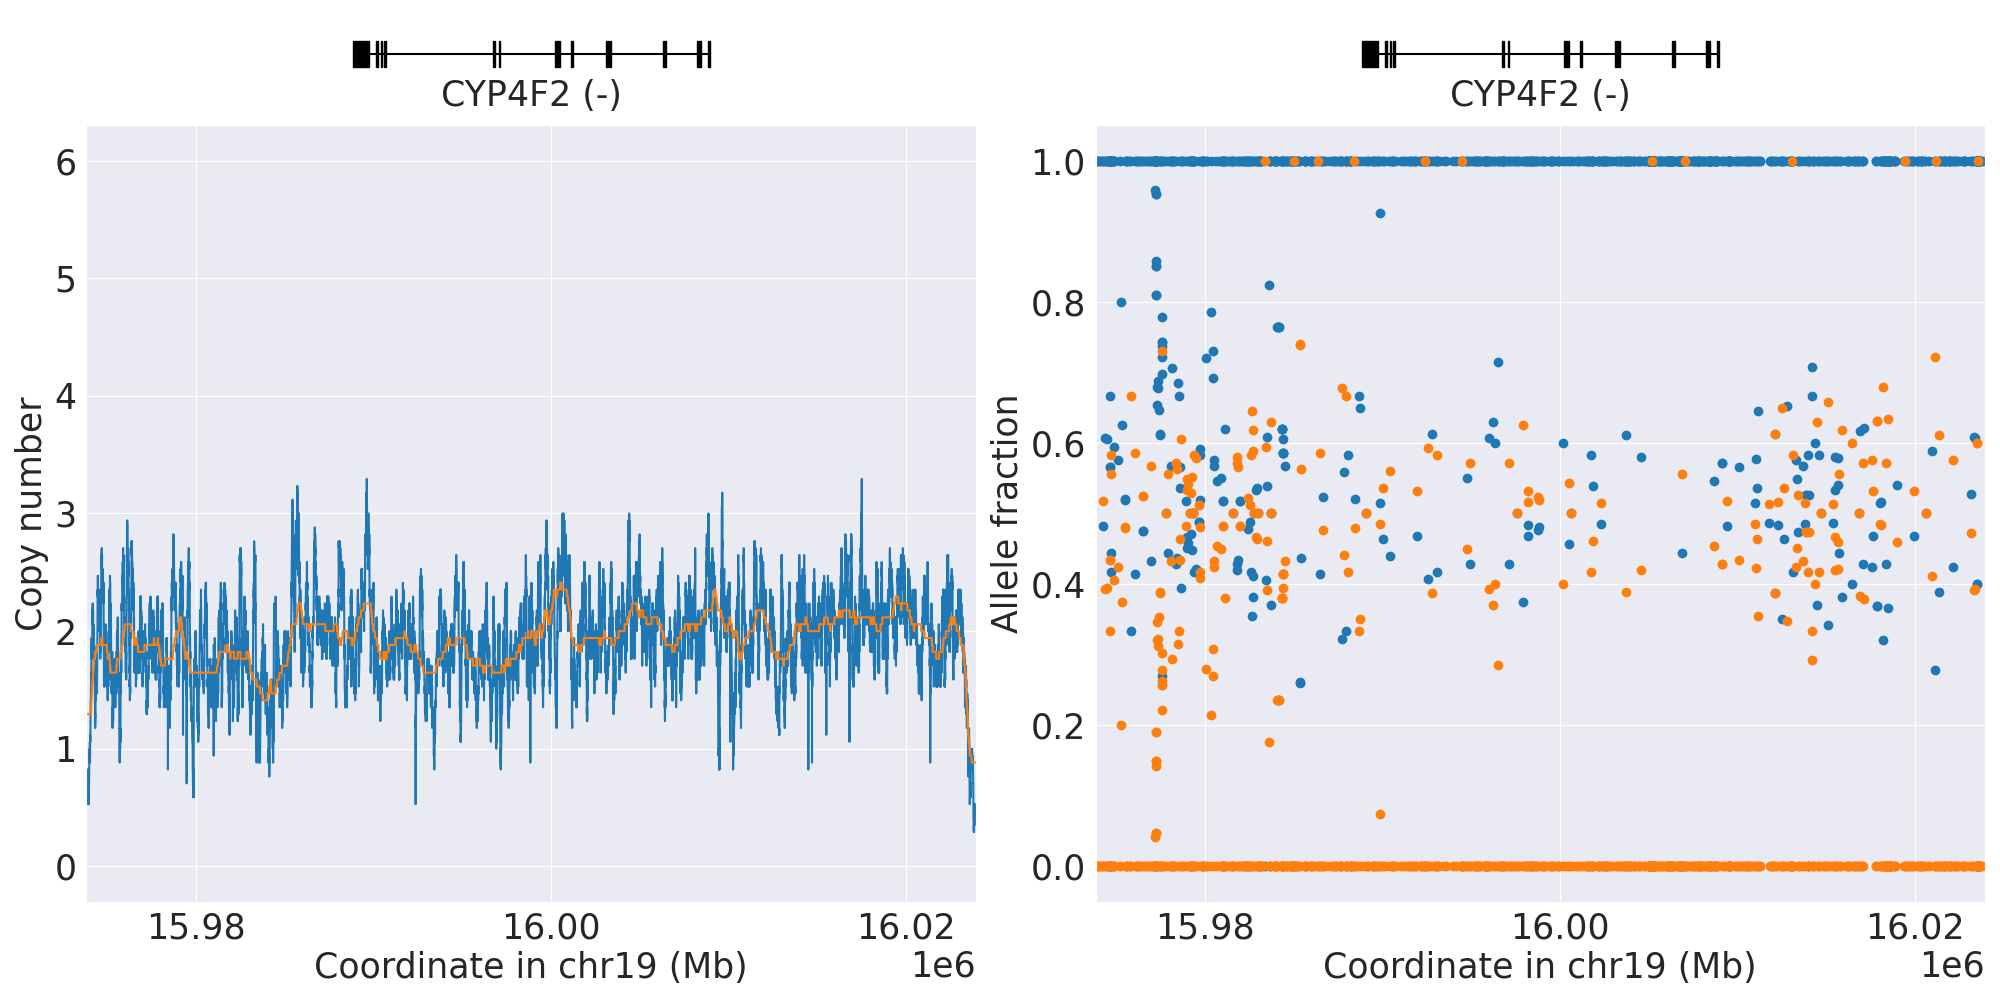 CYP4F2 (-)
6
5
4
3
2
1
0
Copy number
15.98
16.00
16.02
Coordinate in chr19 (Mb)
1e6
CYP4F2 (-)
1.0
0.8
0.6
0.4
0.2
0.0
Allele fraction
15.98
16.00
16.02
Coordinate in chr19 (Mb)
1e6